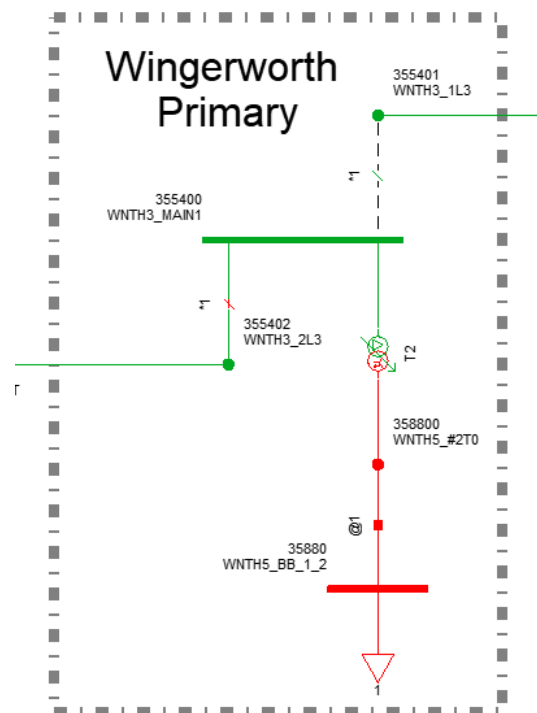 Wingerworth
Primary
355401
WNTH3_1L3
*1
355400
WNTH3_MAIN1
*1
355402
WNTH3_2L3
T2
T
358800
WNTH5_#2T0
@1
35880
WNTH5_BB_1_2
1